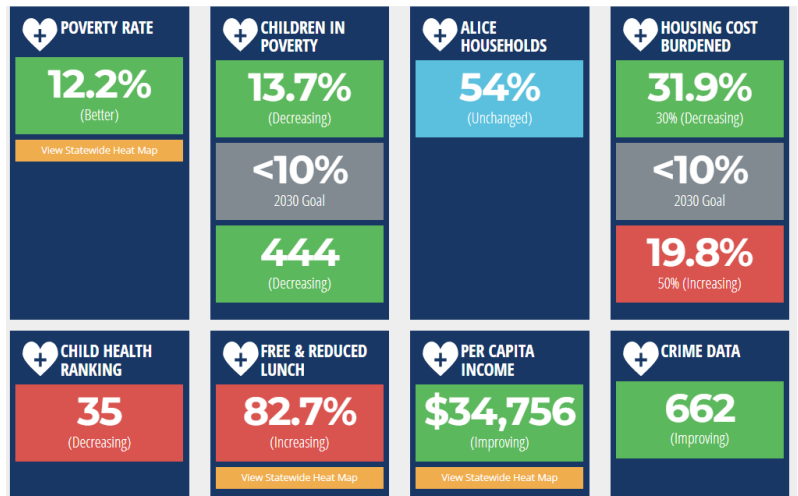 POVERTY RATE
12.2%
(Better)
View Statewide Heat Map
CHILDREN IN
POVERTY
13.7%
(Decreasing)
<10%
2030 Goal
444
(Decreasing)
ALICE
HOUSEHOLDS
54%
(Unchanged)
HOUSING COST
BURDENED
31.9%
30% (Decreasing)
<10%
2030 Goal
19.8%
50% (Increasing)
CHILD HEALTH
RANKING
35
(Decreasing)
FREE & REDUCED
LUNCH
82.7%
(Increasing)
View Statewide Heat Map
PER CAPITA
INCOME
$34,756
(Improving)
View Statewide Heat Map
CRIME DATA
662
(Improving)